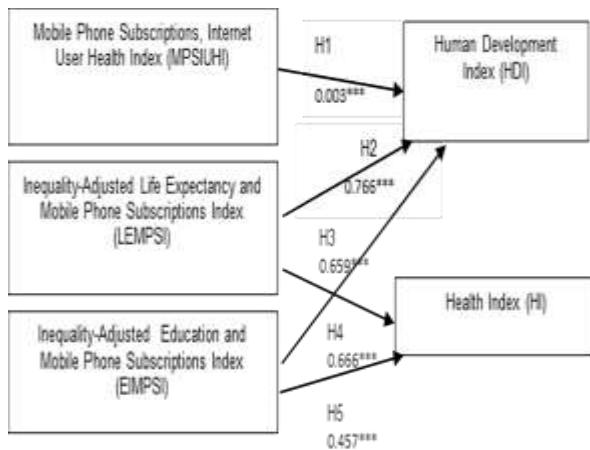 Mobile Phone Subscriptions, Internet
User Health Index (MPSIUHI)
H1
0.003***
Human Development
Index (HDI)
H2
0.766***
Inequality-Adjusted Life Expectancy and
Mobile Phone Subscriptions Index
(LEMPSI)
H3
0.659***
Health Index (HI)
Inequality-Adjusted Education and
Mobile Phone Subscriptions Index
(EIMPSI)
H4
0.666***
H5
0.457***